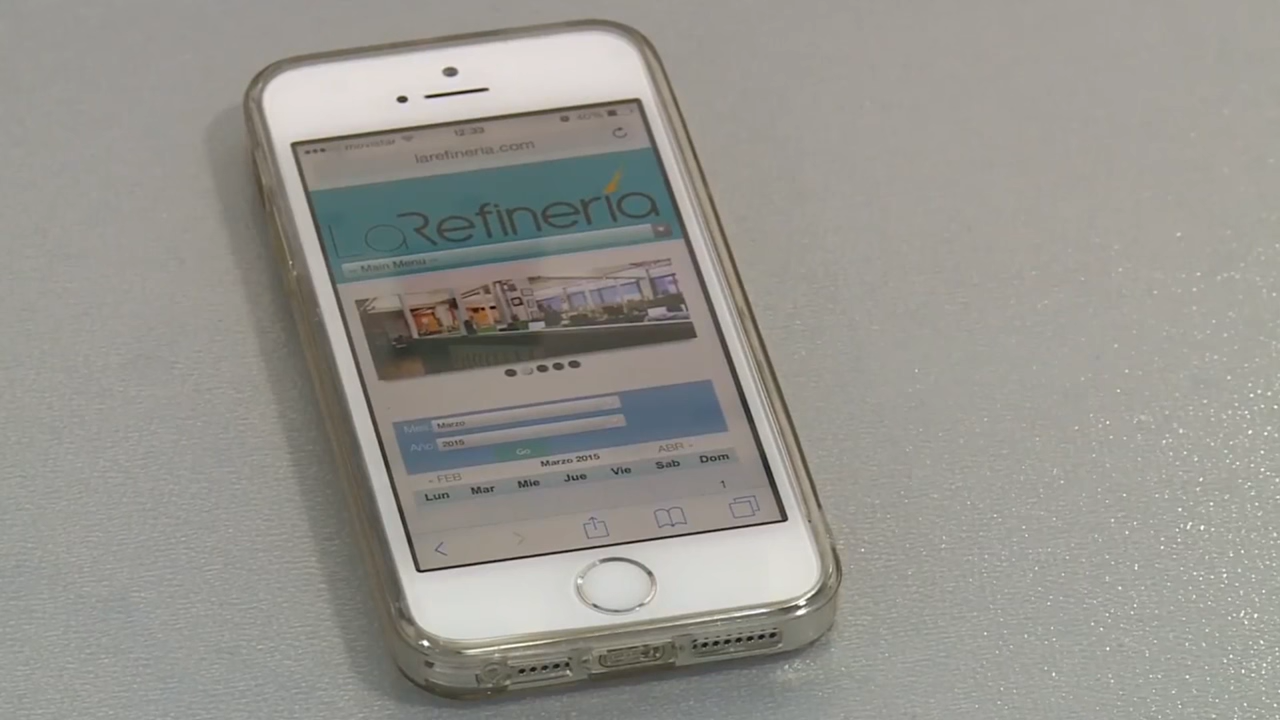 movistar 12:33 46%
larefineria.com
LaRefinería
-- Main Menu --
Mes Marzo
Año 2015
Go
Marzo 2015
« FEB ABR »
Lun Mar Mie Jue Vie Sab Dom
1